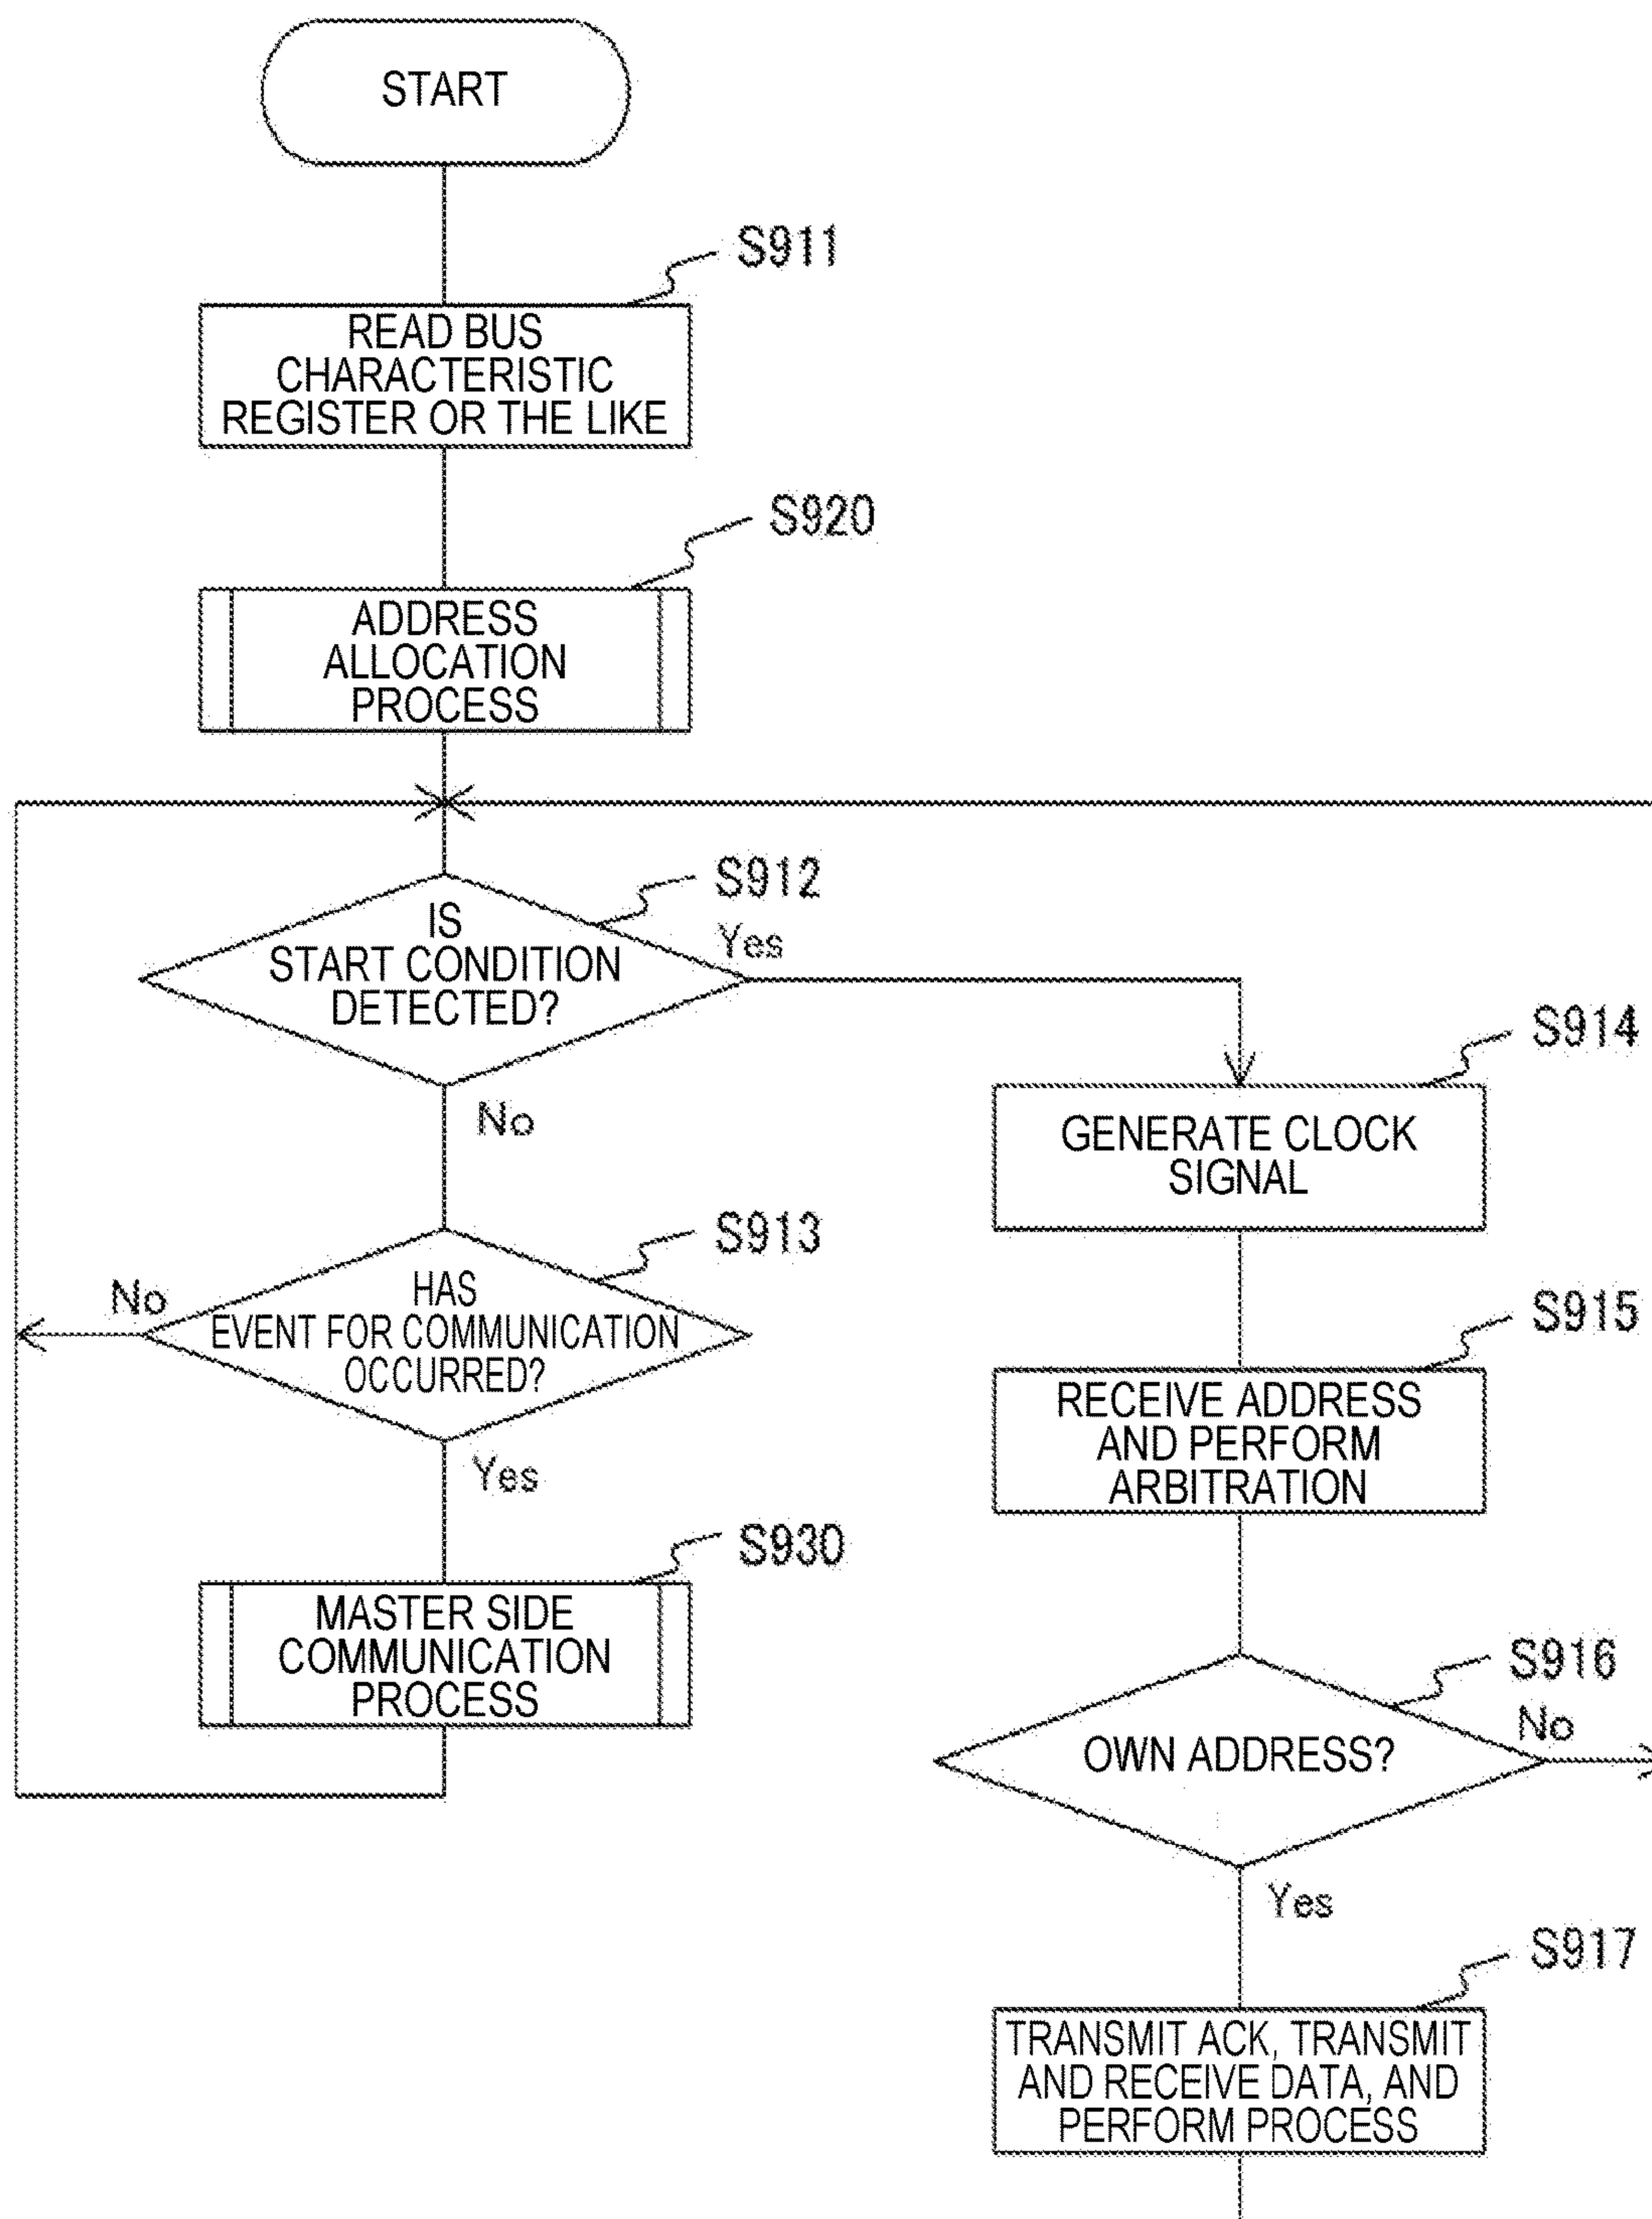 START
S911
READ BUS
CHARACTERISTIC
REGISTER OR THE LIKE
S920
ADDRESS
ALLOCATION
PROCESS
S912
IS
START CONDITION
DETECTED?
Yes
No
S914
GENERATE CLOCK
SIGNAL
S913
HAS
EVENT FOR COMMUNICATION
OCCURRED?
No
Yes
S915
RECEIVE ADDRESS
AND PERFORM
ARBITRATION
S930
MASTER SIDE
COMMUNICATION
PROCESS
S916
OWN ADDRESS?
No
Yes
S917
TRANSMIT ACK, TRANSMIT
AND RECEIVE DATA, AND
PERFORM PROCESS